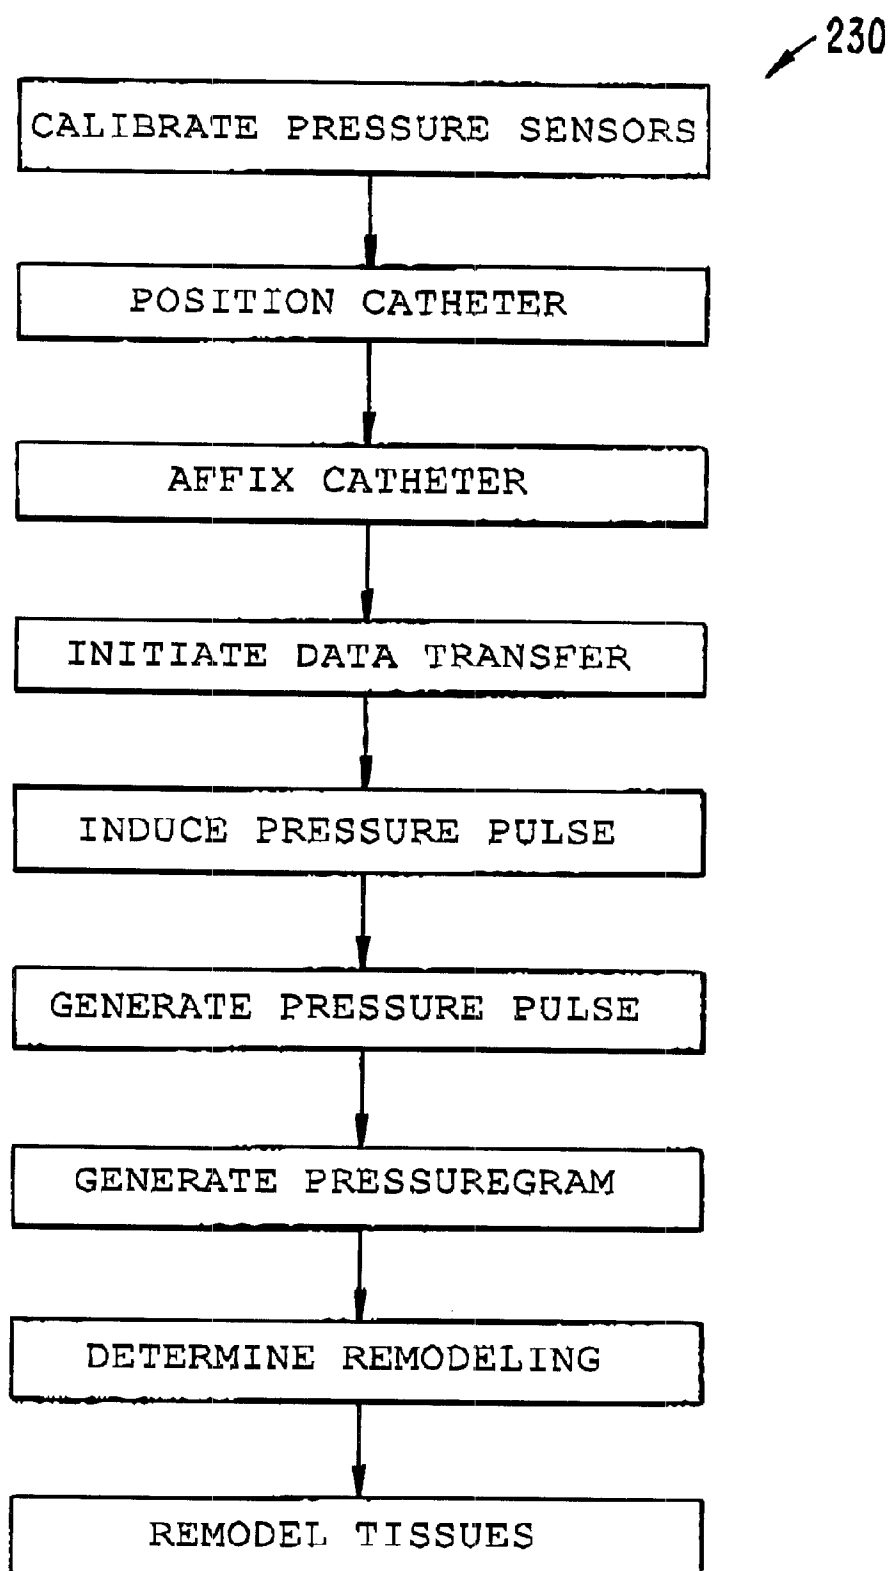 230
CALIBRATE PRESSURE SENSORS
POSITION CATHETER
AFFIX CATHETER
INITIATE DATA TRANSFER
INDUCE PRESSURE PULSE
GENERATE PRESSURE PULSE
GENERATE PRESSUREGRAM
DETERMINE REMODELING
REMODEL TISSUES